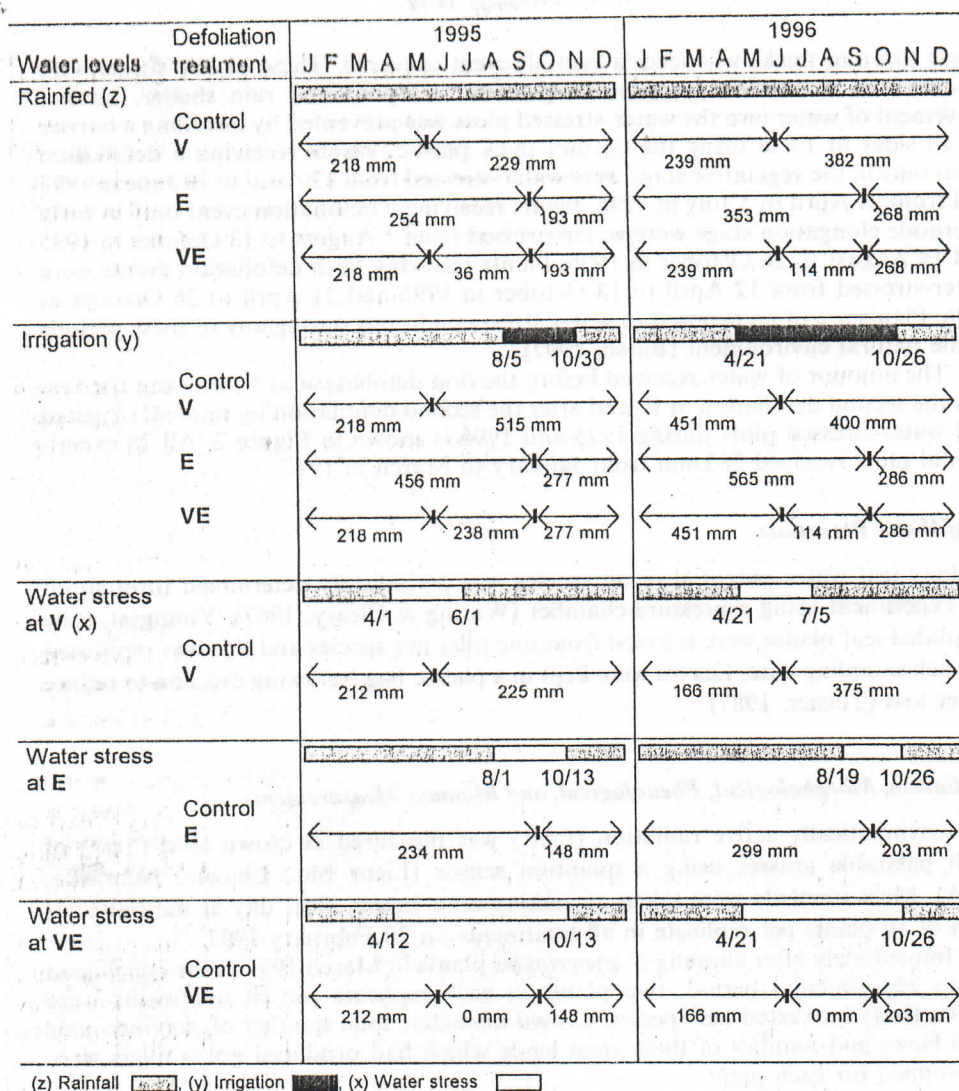 Defoliation 1995 1996
Water levels treatment J F M A M J J A S O N D J F M A M J J A S O N D
Rainfed (z)
Control
V 218 mm 229 mm 239 mm 382 mm
E 254 mm 193 mm 353 mm 268 mm
VE 218 mm 36 mm 193 mm 239 mm 114 mm 268 mm
Irrigation (y)
8/5 10/30 4/21 10/26
Control
V 218 mm 515 mm 451 mm 400 mm
E 456 mm 277 mm 565 mm 286 mm
VE 218 mm 238 mm 277 mm 451 mm 114 mm 286 mm
Water stress
at V (x) 4/1 6/1 4/21 7/5
Control
V 212 mm 225 mm 166 mm 375 mm
Water stress
at E 8/1 10/13 8/19 10/26
Control
E 234 mm 148 mm 299 mm 203 mm
Water stress
at VE 4/12 10/13 4/21 10/26
Control
VE 212 mm 0 mm 148 mm 166 mm 0 mm 203 mm
(z) Rainfall , (y) Irrigation , (x) Water stress